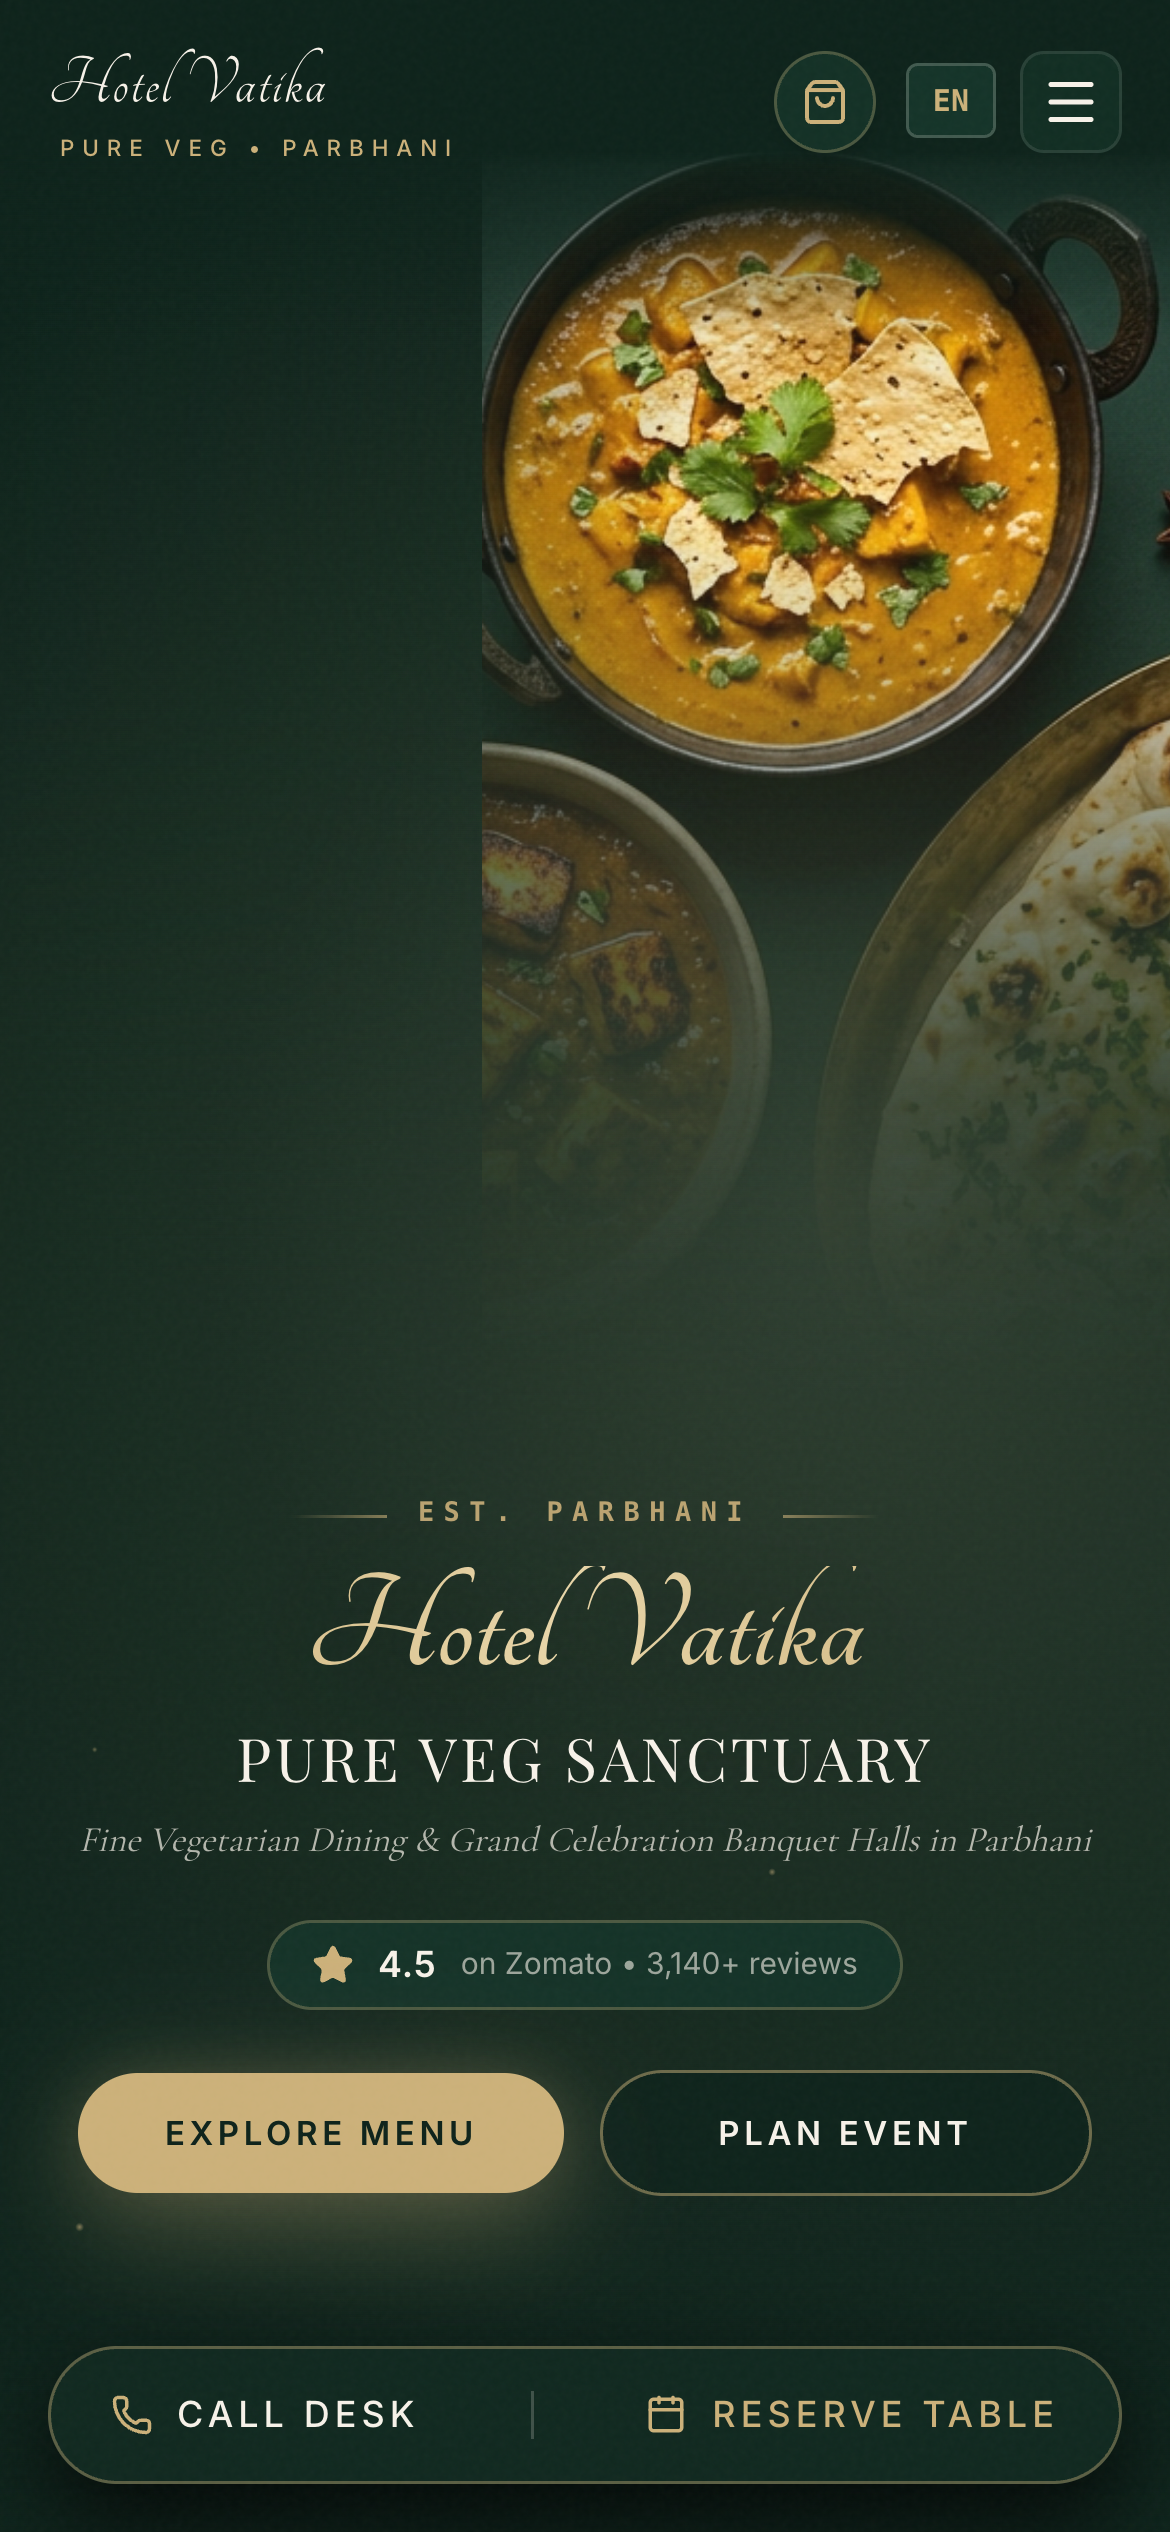 Hotel Vatika
PURE VEG • PARBHANI
EN
EST. PARBHANI
Hotel Vatika
PURE VEG SANCTUARY
Fine Vegetarian Dining & Grand Celebration Banquet Halls in Parbhani
4.5 on Zomato • 3,140+ reviews
EXPLORE MENU
PLAN EVENT
CALL DESK
RESERVE TABLE